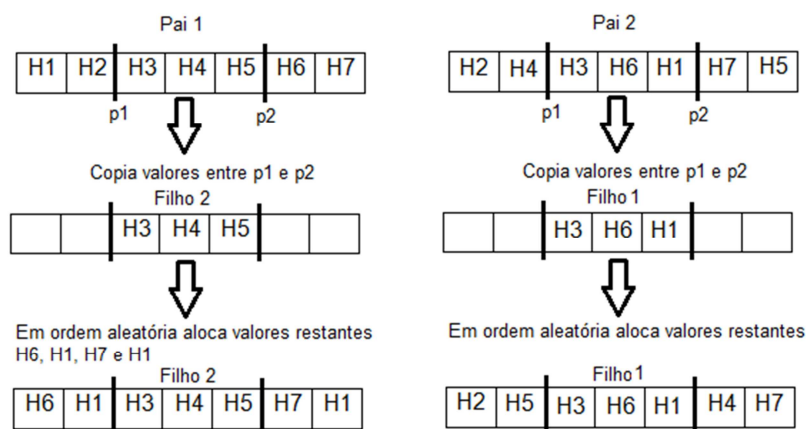 Pai 1
H1 H2 H3 H4 H5 H6 H7
p1 p2
Copia valores entre p1 e p2
Filho 2
H3 H4 H5
Em ordem aleatória aloca valores restantes
H6, H1, H7 e H1
Filho 2
H6 H1 H3 H4 H5 H7 H1
Pai 2
H2 H4 H3 H6 H1 H7 H5
p1 p2
Copia valores entre p1 e p2
Filho 1
H3 H6 H1
Em ordem aleatória aloca valores restantes
Filho 1
H2 H5 H3 H6 H1 H4 H7